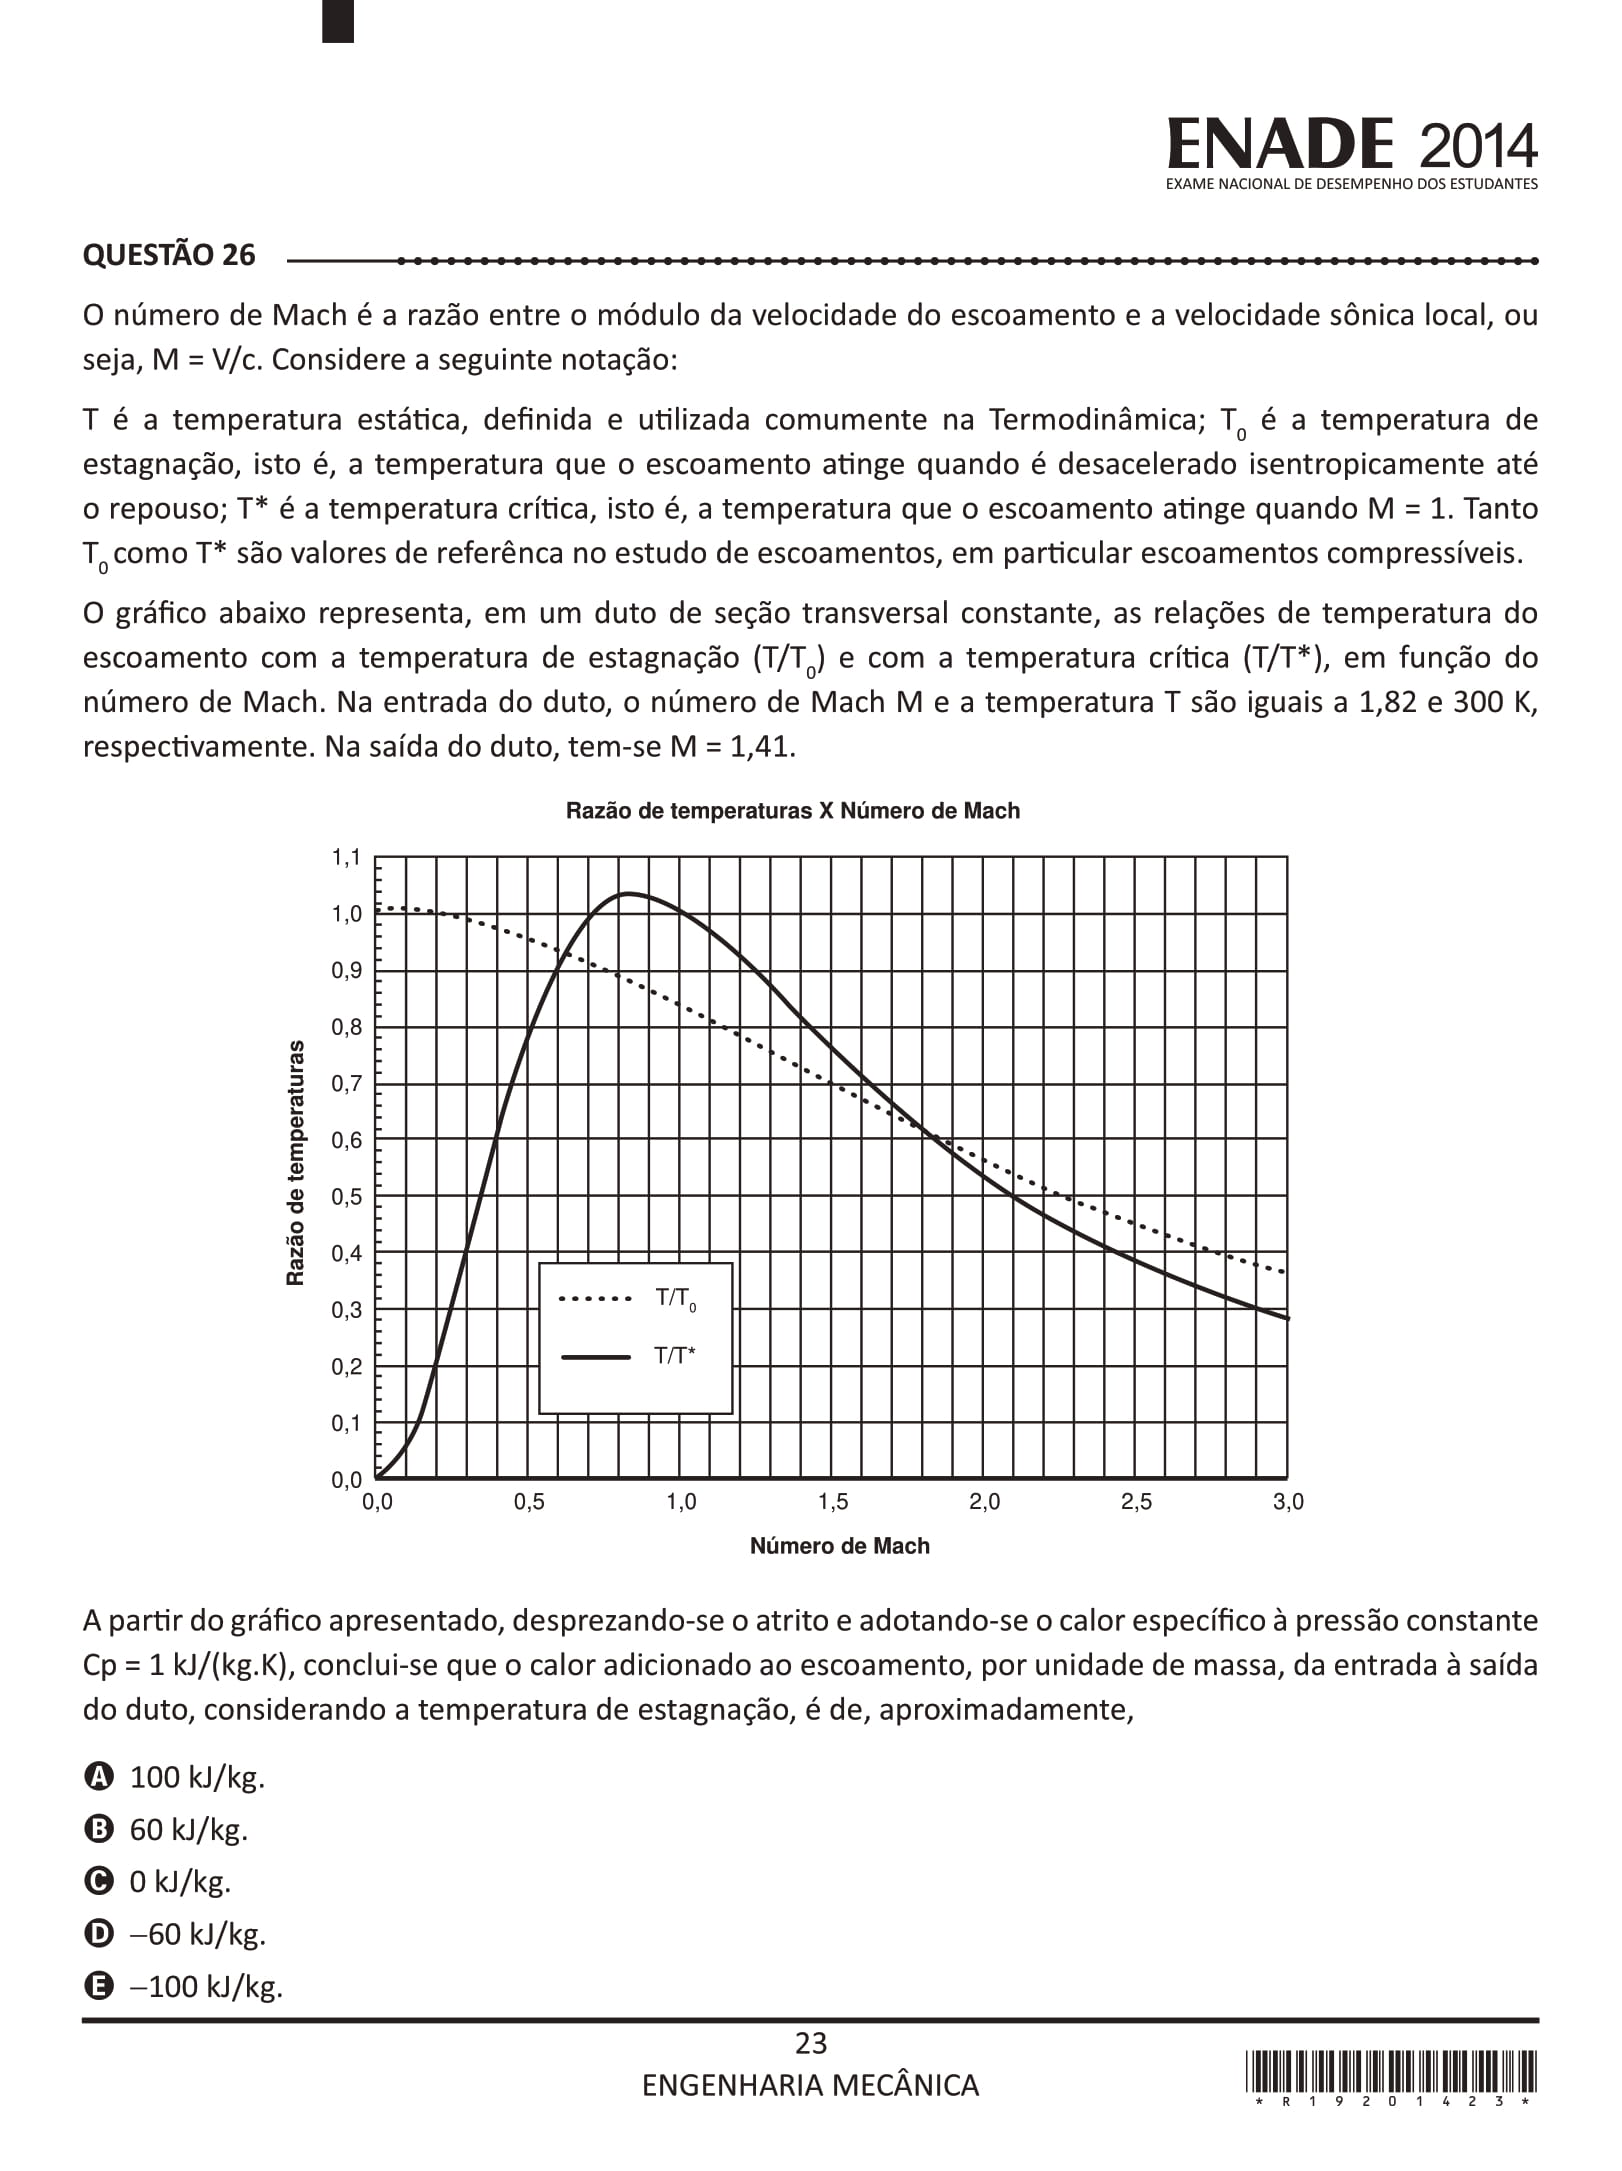 ENADE 2014
EXAME NACIONAL DE DESEMPENHO DOS ESTUDANTES
QUESTÃO 26
O número de Mach é a razão entre o módulo da velocidade do escoamento e a velocidade sônica local, ou
seja, M = V/c. Considere a seguinte notação:
T é a temperatura estática, definida e utilizada comumente na Termodinâmica; T0 é a temperatura de
estagnação, isto é, a temperatura que o escoamento atinge quando é desacelerado isentropicamente até
o repouso; T* é a temperatura crítica, isto é, a temperatura que o escoamento atinge quando M = 1. Tanto
T0 como T* são valores de referênca no estudo de escoamentos, em particular escoamentos compressíveis.
O gráfico abaixo representa, em um duto de seção transversal constante, as relações de temperatura do
escoamento com a temperatura de estagnação (T/T0) e com a temperatura crítica (T/T*), em função do
número de Mach. Na entrada do duto, o número de Mach M e a temperatura T são iguais a 1,82 e 300 K,
respectivamente. Na saída do duto, tem-se M = 1,41.
Razão de temperaturas X Número de Mach
Razão de temperaturas
1,1
1,0
0,9
0,8
0,7
0,6
0,5
0,4
0,3
0,2
0,1
0,0
T/T0
T/T*
0,0 0,5 1,0 1,5 2,0 2,5 3,0
Número de Mach
A partir do gráfico apresentado, desprezando-se o atrito e adotando-se o calor específico à pressão constante
Cp = 1 kJ/(kg.K), conclui-se que o calor adicionado ao escoamento, por unidade de massa, da entrada à saída
do duto, considerando a temperatura de estagnação, é de, aproximadamente,
A 100 kJ/kg.
B 60 kJ/kg.
C 0 kJ/kg.
D –60 kJ/kg.
E –100 kJ/kg.
23
ENGENHARIA MECÂNICA
* R 1 9 2 0 1 4 2 3 *